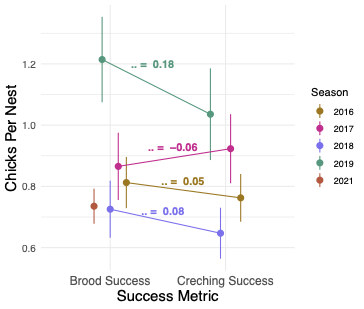 Chicks Per Nest
1.2
1.0
0.8
0.6
.. = 0.18
.. = −0.06
.. = 0.05
.. = 0.08
Brood Success
Creching Success
Success Metric
Season
2016
2017
2018
2019
2021